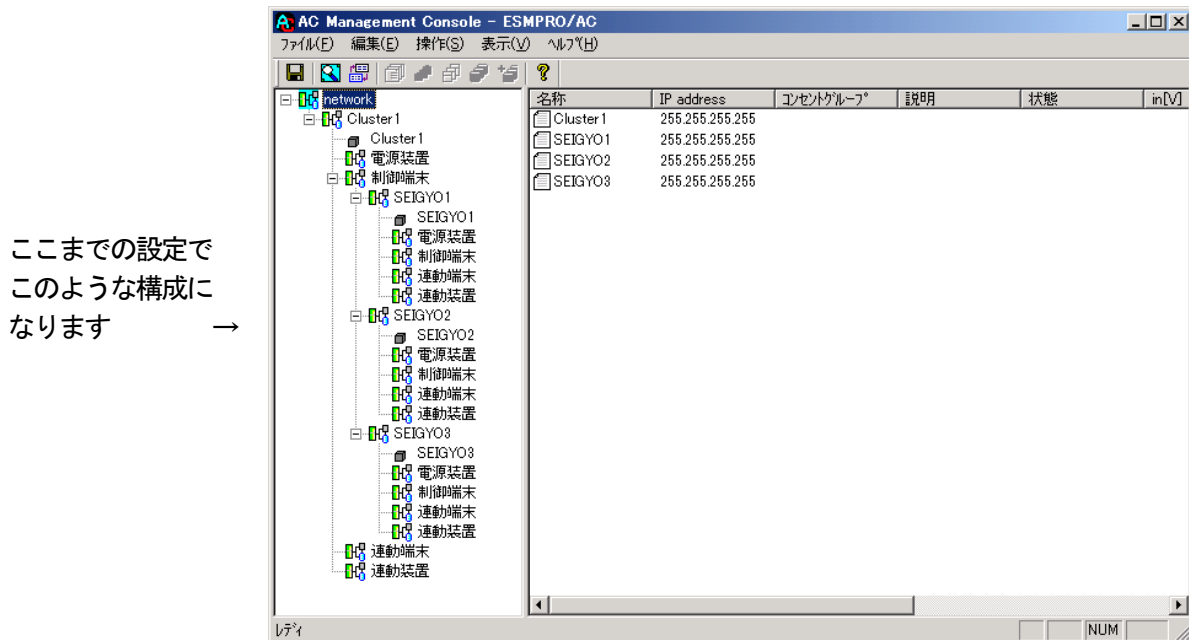 AC Management Console - ESMPRO/AC
ﾌｧｲﾙ(F) 編集(E) 操作(S) 表示(V) ﾍﾙﾌﾟ(H)
network
Cluster1
Cluster1
電源装置
制御端末
SEIGYO1
SEIGYO1
電源装置
制御端末
連動端末
連動装置
SEIGYO2
SEIGYO2
電源装置
制御端末
連動端末
連動装置
SEIGYO3
SEIGYO3
電源装置
制御端末
連動端末
連動装置
連動端末
連動装置
名称 IP address ｺﾝｾﾝﾄｸﾞﾙｰﾌﾟ 説明 状態 in[V]
Cluster1 255.255.255.255
SEIGYO1 255.255.255.255
SEIGYO2 255.255.255.255
SEIGYO3 255.255.255.255
ここまでの設定で
このような構成に
なります →
ﾚﾃﾞｨ NUM